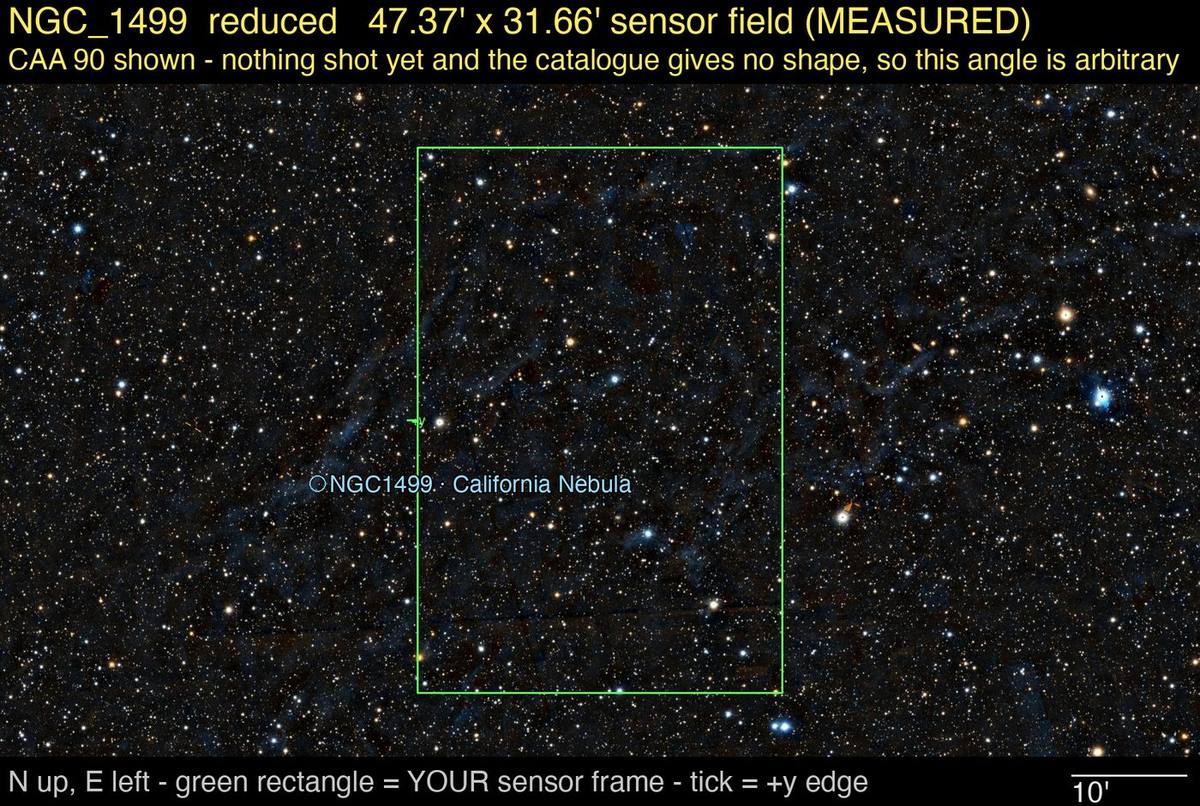 NGC_1499 reduced 47.37' x 31.66' sensor field (MEASURED)
CAA 90 shown - nothing shot yet and the catalogue gives no shape, so this angle is arbitrary
NGC1499 · California Nebula
N up, E left - green rectangle = YOUR sensor frame - tick = +y edge
10'